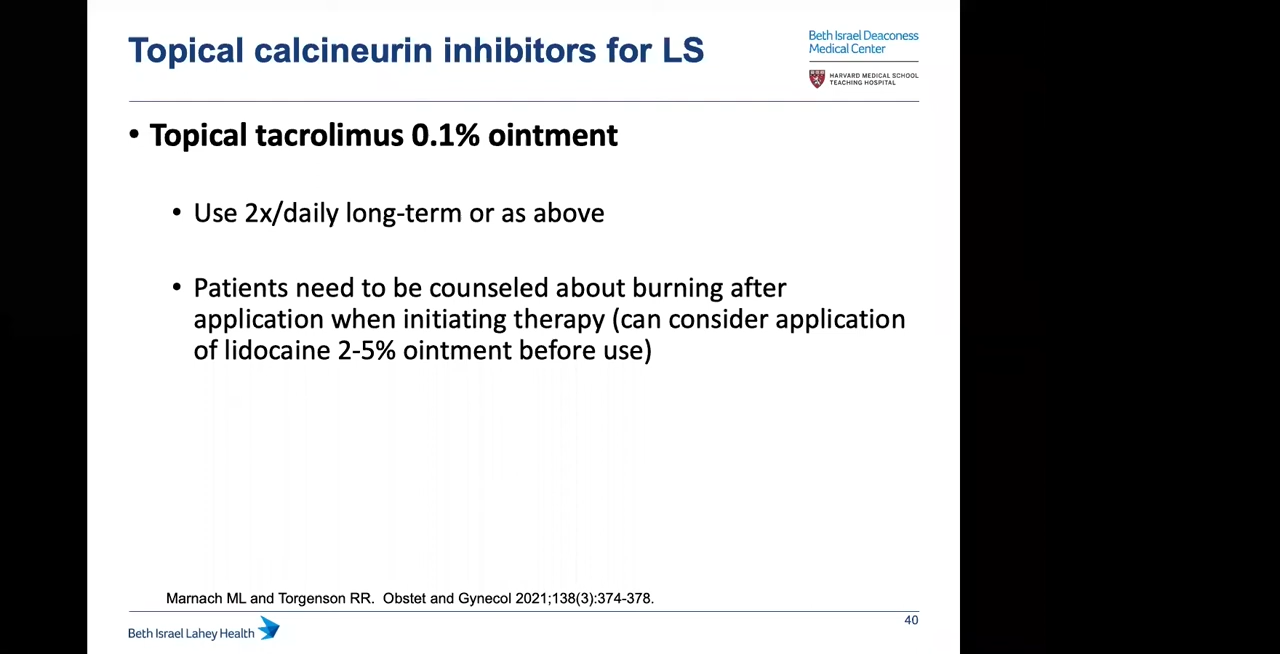 Topical calcineurin inhibitors for LS
Beth Israel Deaconess
Medical Center
HARVARD MEDICAL SCHOOL
TEACHING HOSPITAL
• Topical tacrolimus 0.1% ointment
• Use 2x/daily long-term or as above
• Patients need to be counseled about burning after
application when initiating therapy (can consider application
of lidocaine 2-5% ointment before use)
Marnach ML and Torgenson RR. Obstet and Gynecol 2021;138(3):374-378.
40
Beth Israel Lahey Health